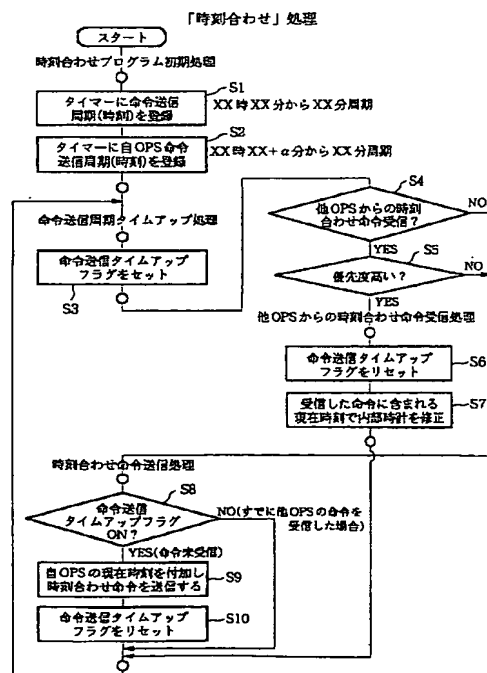 「時刻合わせ」処理
スタート
時刻合わせプログラム初期処理
S1
タイマーに命令送信
周期(時刻)を登録
XX時XX分からXX分周期
S2
タイマーに自OPS命令
送信周期(時刻)を登録
XX時XX+α分からXX分周期
命令送信周期タイムアップ処理
命令送信タイムアップ
フラグをセット
S3
S4
他OPSからの時刻
合わせ命令受信?
NO
YES
S5
優先度高い?
NO
YES
他OPSからの時刻合わせ命令受信処理
命令送信タイムアップ
フラグをリセット
S6
受信した命令に含まれる
現在時刻で内部時計を修正
S7
時刻合わせ命令送信処理
S8
命令送信
タイムアップフラグ
ON?
NO(すでに他OPSの命令を
受信した場合)
YES(命令未受信)
自OPSの現在時刻を付加し
時刻合わせ命令を送信する
S9
命令送信タイムアップ
フラグをリセット
S10